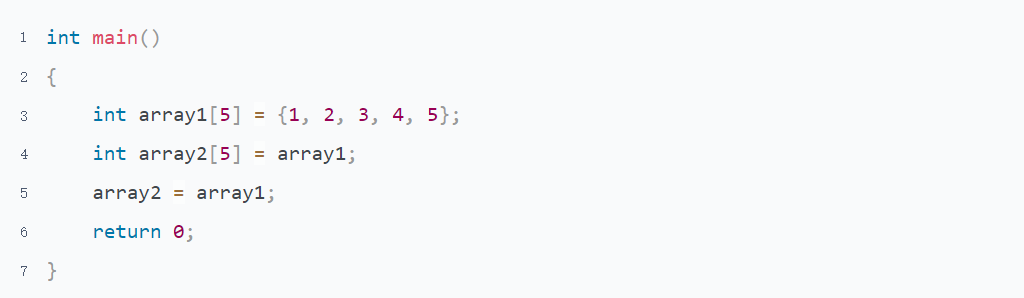 1 int main()
2 {
3     int array1[5] = {1, 2, 3, 4, 5};
4     int array2[5] = array1;
5     array2 = array1;
6     return 0;
7 }